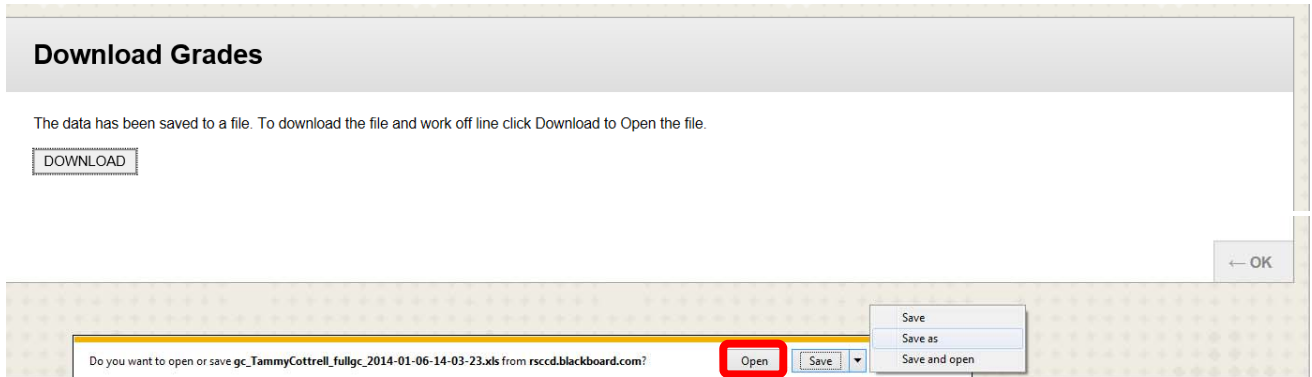 Download Grades
The data has been saved to a file. To download the file and work off line click Download to Open the file.
DOWNLOAD
← OK
Save
Save as
Save and open
Do you want to open or save gc_TammyCottrell_fullgc_2014-01-06-14-03-23.xls from rsccd.blackboard.com?
Open
Save